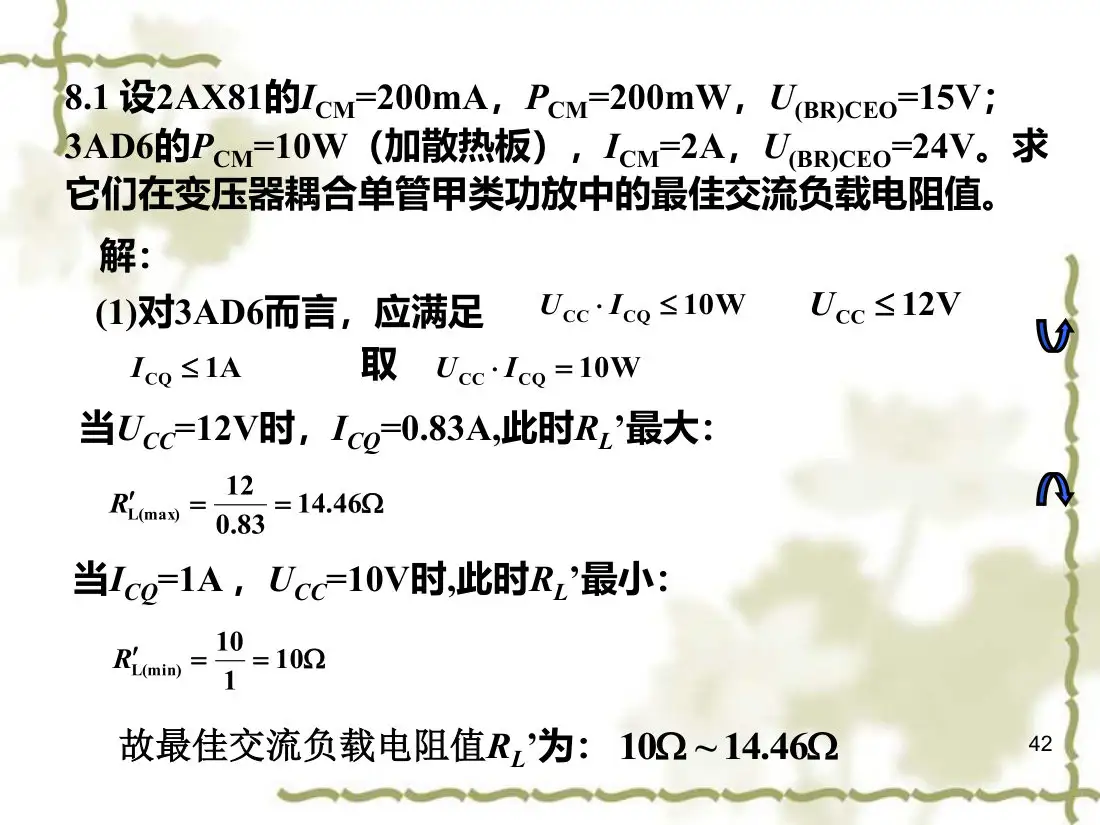 8.1 设2AX81的ICM=200mA，PCM=200mW，U(BR)CEO=15V；
3AD6的PCM=10W（加散热板），ICM=2A，U(BR)CEO=24V。求
它们在变压器耦合单管甲类功放中的最佳交流负载电阻值。
解：
(1)对3AD6而言，应满足 UCC · ICQ ≤ 10W UCC ≤ 12V
ICQ ≤ 1A 取 UCC · ICQ = 10W
当UCC=12V时，ICQ=0.83A,此时RL’最大：
R′L(max) = 12/0.83 = 14.46Ω
当ICQ=1A ，UCC=10V时,此时RL’最小：
R′L(min) = 10/1 = 10Ω
故最佳交流负载电阻值RL’为： 10Ω ~ 14.46Ω
42